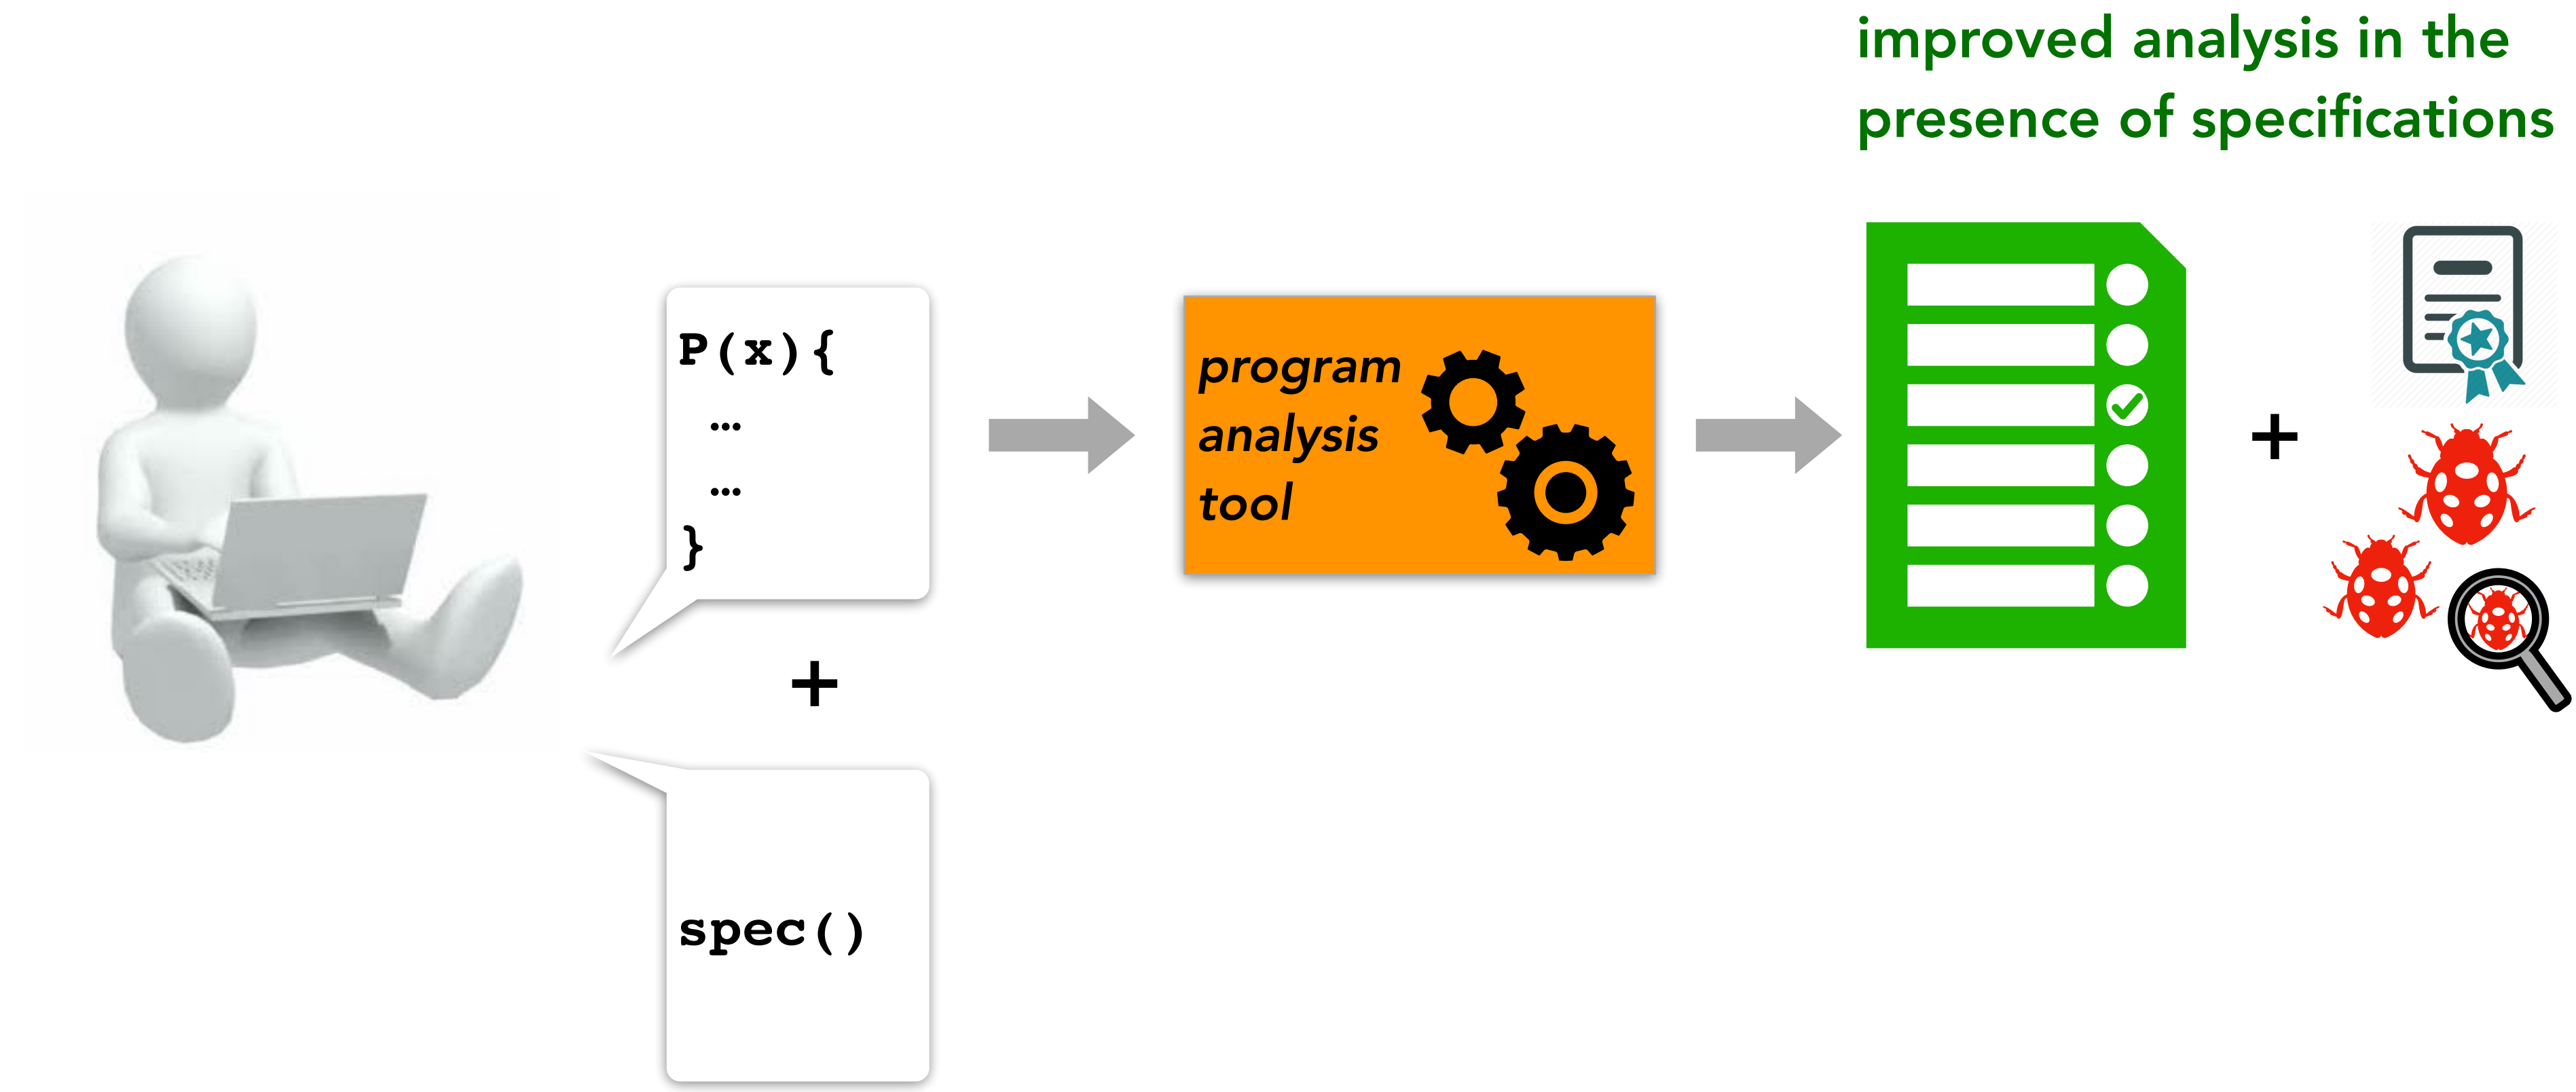 improved analysis in the
presence of specifications
P(x){
…
…
}
+
spec()
program
analysis
tool
+